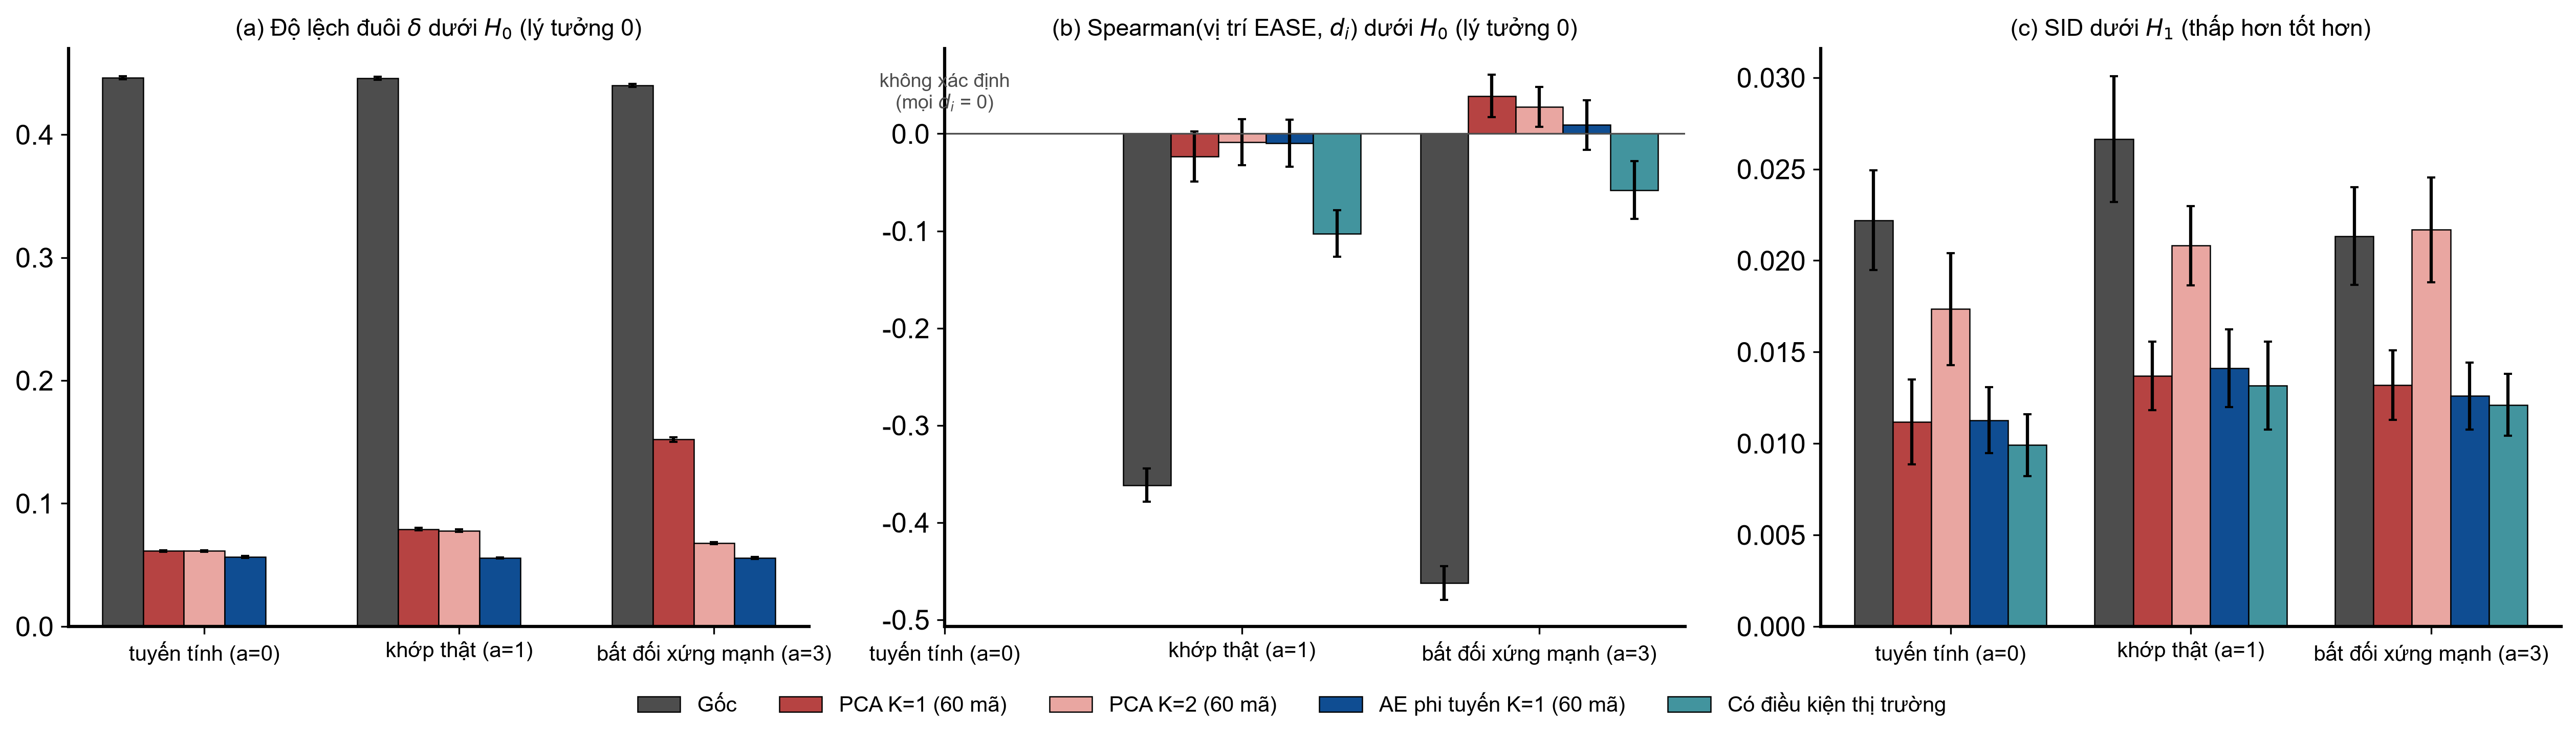 (a) Độ lệch đuôi δ dưới H₀ (lý tưởng 0)
0.4
0.3
0.2
0.1
0.0
tuyến tính (a=0)
khớp thật (a=1)
bất đối xứng mạnh (a=3)
(b) Spearman(vị trí EASE, dᵢ) dưới H₀ (lý tưởng 0)
không xác định
(mọi dᵢ = 0)
0.0
-0.1
-0.2
-0.3
-0.4
-0.5
tuyến tính (a=0)
khớp thật (a=1)
bất đối xứng mạnh (a=3)
(c) SID dưới H₁ (thấp hơn tốt hơn)
0.030
0.025
0.020
0.015
0.010
0.005
0.000
tuyến tính (a=0)
khớp thật (a=1)
bất đối xứng mạnh (a=3)
Gốc
PCA K=1 (60 mã)
PCA K=2 (60 mã)
AE phi tuyến K=1 (60 mã)
Có điều kiện thị trường